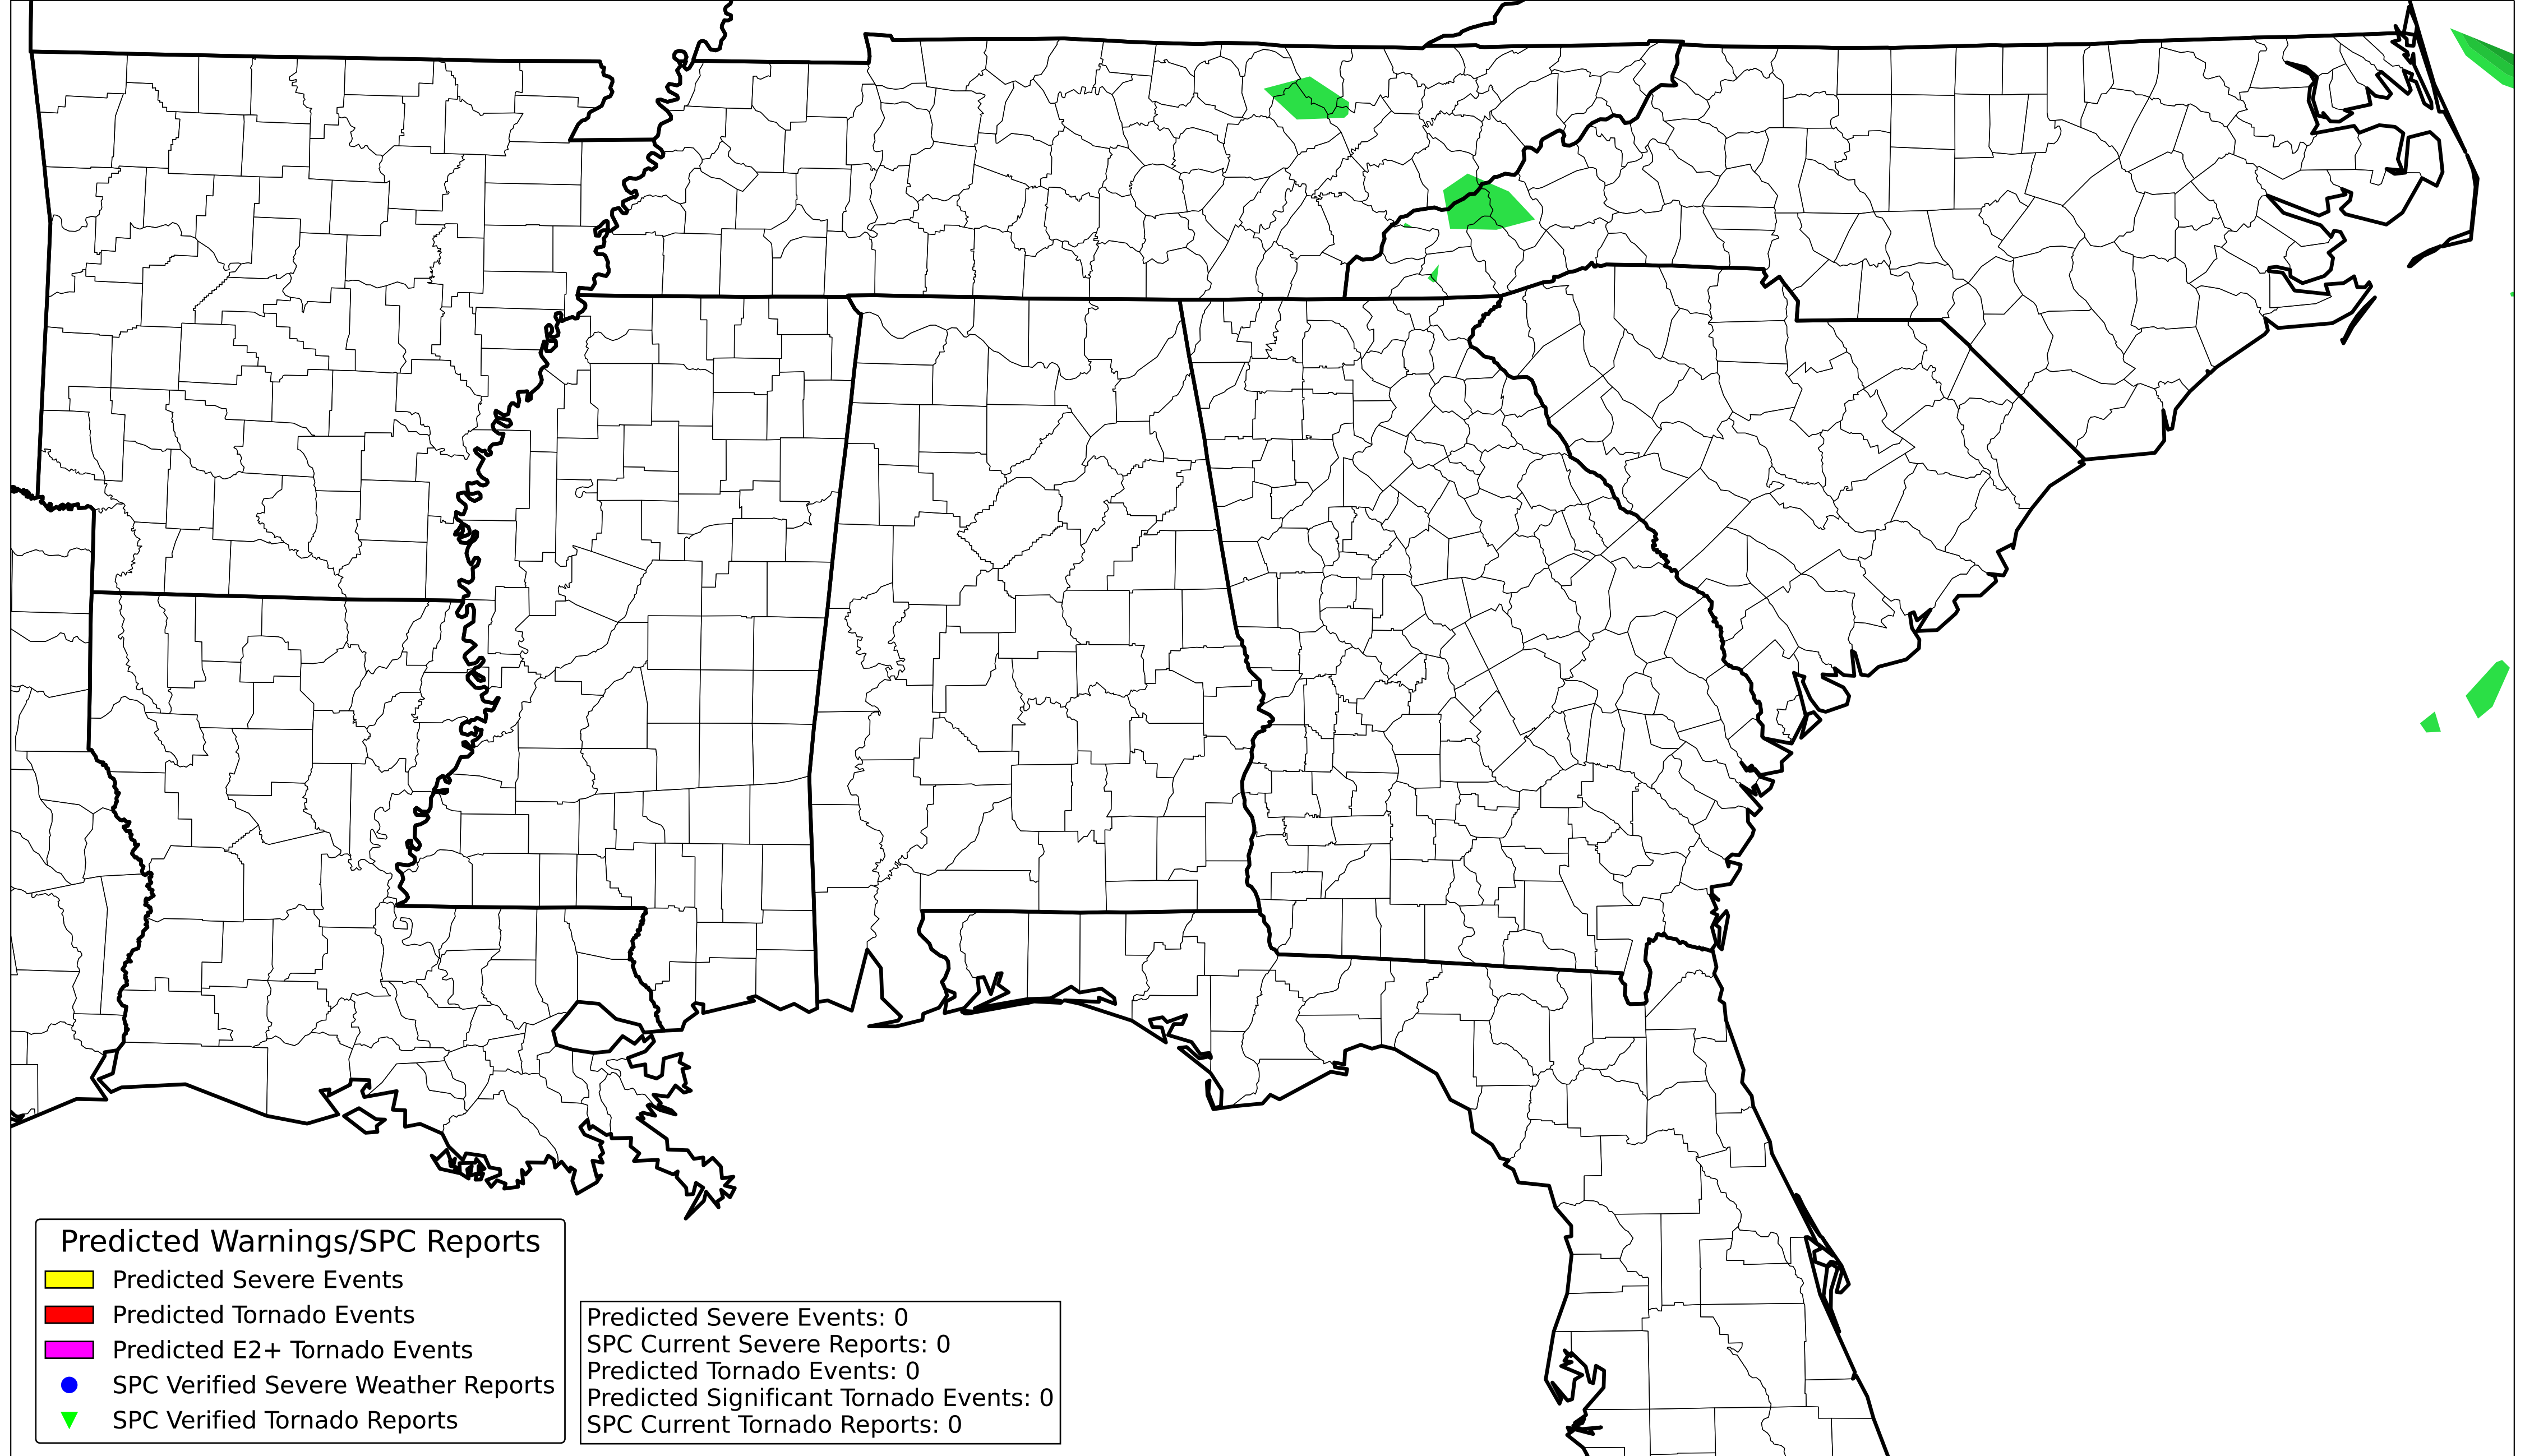 Predicted Warnings/SPC Reports
Predicted Severe Events
Predicted Tornado Events
Predicted E2+ Tornado Events
SPC Verified Severe Weather Reports
SPC Verified Tornado Reports
Predicted Severe Events: 0
SPC Current Severe Reports: 0
Predicted Tornado Events: 0
Predicted Significant Tornado Events: 0
SPC Current Tornado Reports: 0